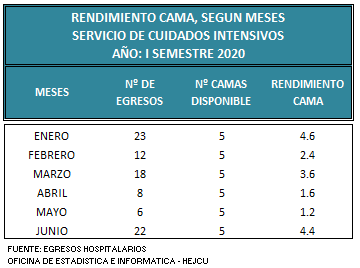 RENDIMIENTO CAMA, SEGUN MESES
SERVICIO DE CUIDADOS INTENSIVOS
AÑO: I SEMESTRE 2020
MESES Nº DE EGRESOS Nº CAMAS DISPONIBLE RENDIMIENTO CAMA
ENERO 23 5 4.6
FEBRERO 12 5 2.4
MARZO 18 5 3.6
ABRIL 8 5 1.6
MAYO 6 5 1.2
JUNIO 22 5 4.4
FUENTE: EGRESOS HOSPITALARIOS
OFICINA DE ESTADISTICA E INFORMATICA - HEJCU